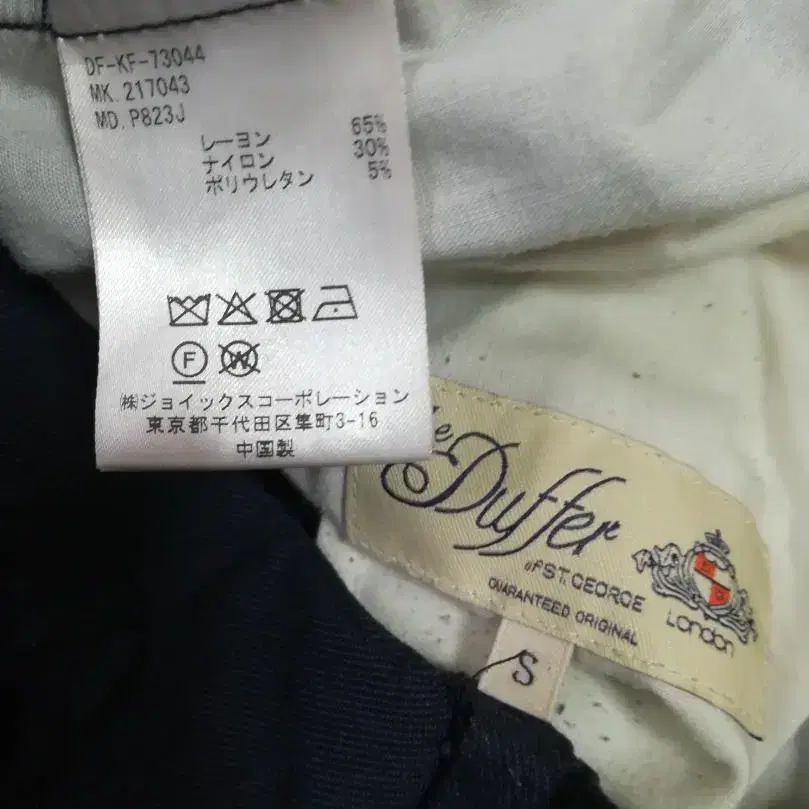 DF-KF-73044
MK. 217043
MD. P823J
レーヨン 65%
ナイロン 30%
ポリウレタン 5%
F W
㈱ジョイックスコーポレーション
東京都千代田区隼町3-16
中国製
Duffer
of ST. GEORGE
GUARANTEED ORIGINAL
London
S